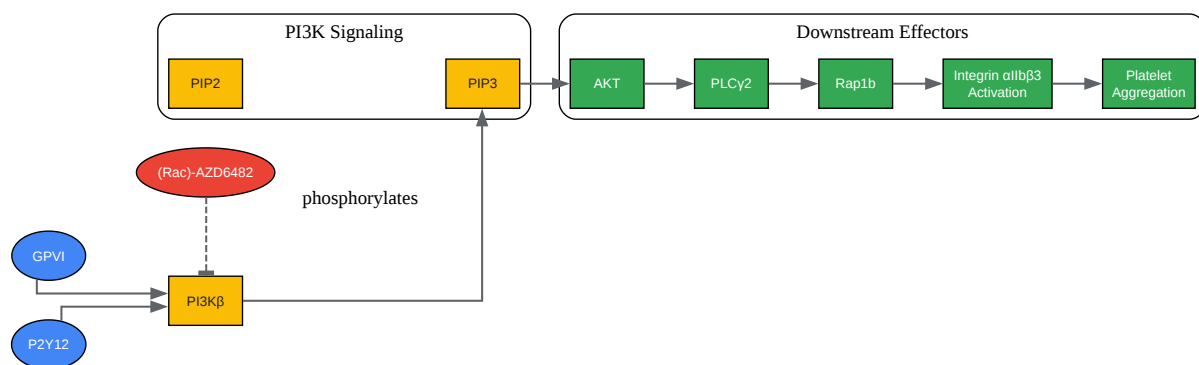 PI3K Signaling
Downstream Effectors
PIP2
PIP3
AKT
PLCγ2
Rap1b
Integrin αIIbβ3
Activation
Platelet
Aggregation
(Rac)-AZD6482
phosphorylates
GPVI
PI3Kβ
P2Y12